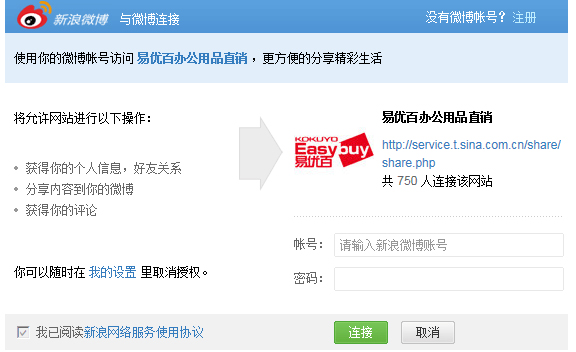 新浪微博 与微博连接 没有微博帐号？注册
使用你的微博帐号访问 易优百办公用品直销 ，更方便的分享精彩生活
将允许网站进行以下操作：
获得你的个人信息，好友关系
分享内容到你的微博
获得你的评论
你可以随时在 我的设置 里取消授权。
KOKUYO
Easybuy
易优百
易优百办公用品直销
http://service.t.sina.com.cn/share/
share.php
共 750 人连接该网站
帐号： 请输入新浪微博账号
密码：
我已阅读新浪网络服务使用协议
连接 取消